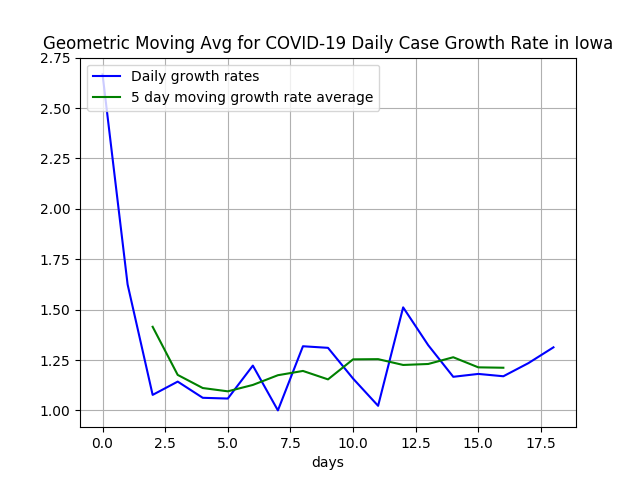 Geometric Moving Avg for COVID-19 Daily Case Growth Rate in Iowa
Daily growth rates
5 day moving growth rate average
2.75
2.50
2.25
2.00
1.75
1.50
1.25
1.00
0.0 2.5 5.0 7.5 10.0 12.5 15.0 17.5
days